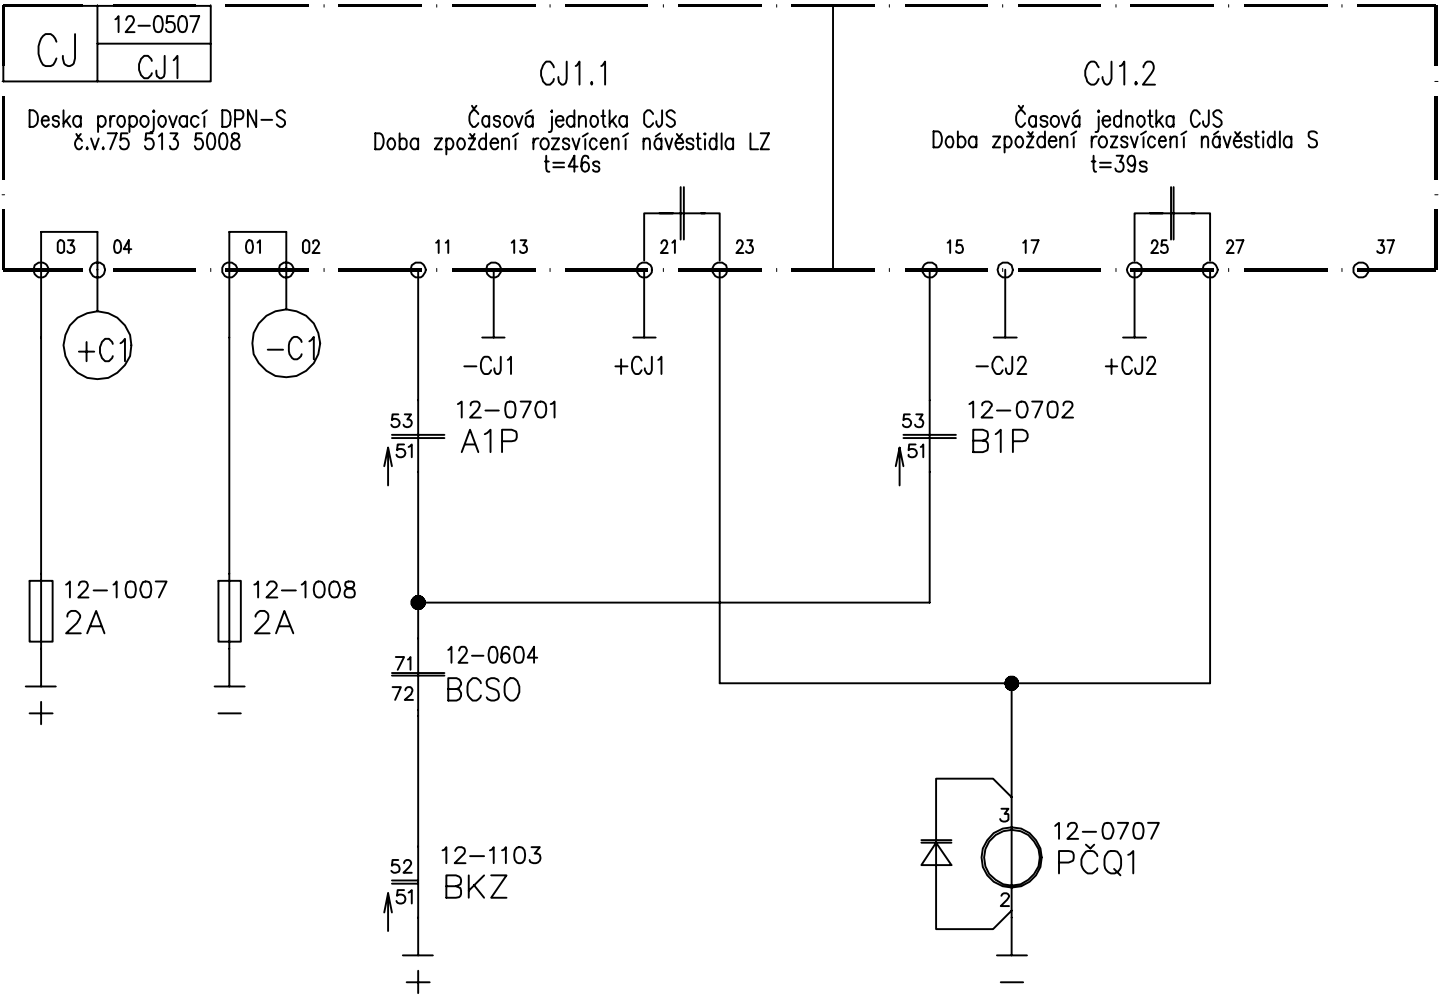 CJ
12-0507
CJ1
Deska propojovací DPN-S
č.v.75 513 5008
CJ1.1
Časová jednotka CJS
Doba zpoždení rozsvícení návěstidla LZ
t=46s
CJ1.2
Časová jednotka CJS
Doba zpoždení rozsvícení návěstidla S
t=39s
03 04 01 02 11 13 21 23 15 17 25 27 37
+C1
-C1
-CJ1
+CJ1
-CJ2
+CJ2
53
51
12-0701
A1P
53
51
12-0702
B1P
12-1007
2A
12-1008
2A
+
-
71
72
12-0604
BCSO
3
2
12-0707
PČQ1
52
51
12-1103
BKZ
+
-